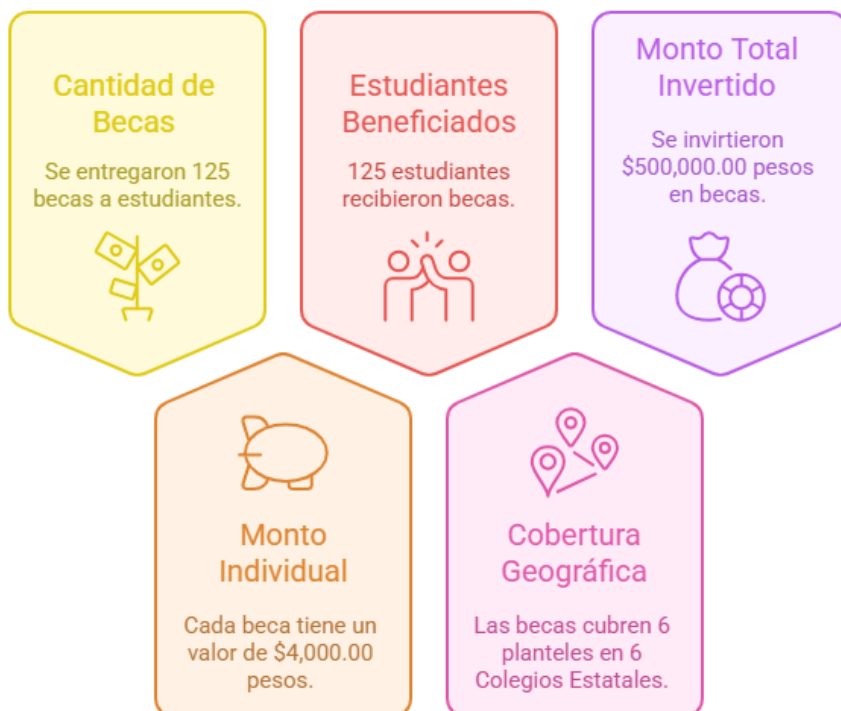 Cantidad de
Becas
Se entregaron 125
becas a estudiantes.
Estudiantes
Beneficiados
125 estudiantes
recibieron becas.
Monto Total
Invertido
Se invirtieron
$500,000.00 pesos
en becas.
Monto
Individual
Cada beca tiene un
valor de $4,000.00
pesos.
Cobertura
Geográfica
Las becas cubren 6
planteles en 6
Colegios Estatales.